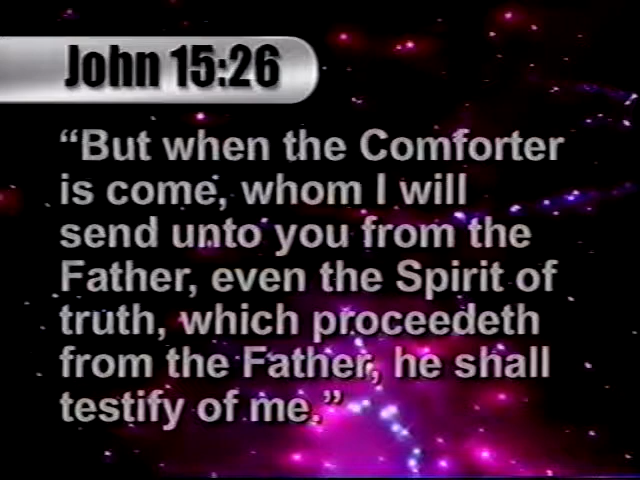 John 15:26
“But when the Comforter
is come, whom I will
send unto you from the
Father, even the Spirit of
truth, which proceedeth
from the Father, he shall
testify of me.”